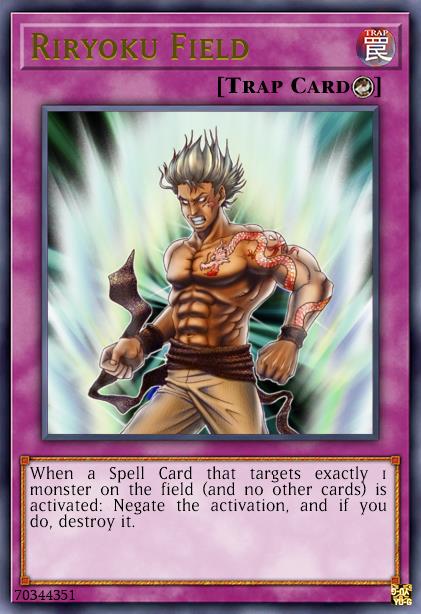 Riryoku Field
TRAP
罠
[Trap Card]
When a Spell Card that targets exactly 1
monster on the field (and no other cards) is
activated: Negate the activation, and if you
do, destroy it.
70344351